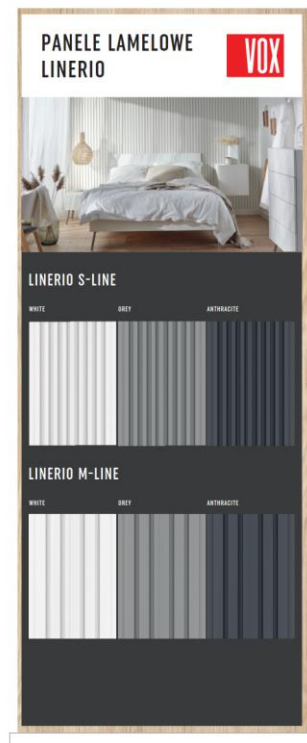 PANELE LAMELOWE
LINERIO
VOX
LINERIO S-LINE
WHITE GREY ANTHRACITE
LINERIO M-LINE
WHITE GREY ANTHRACITE